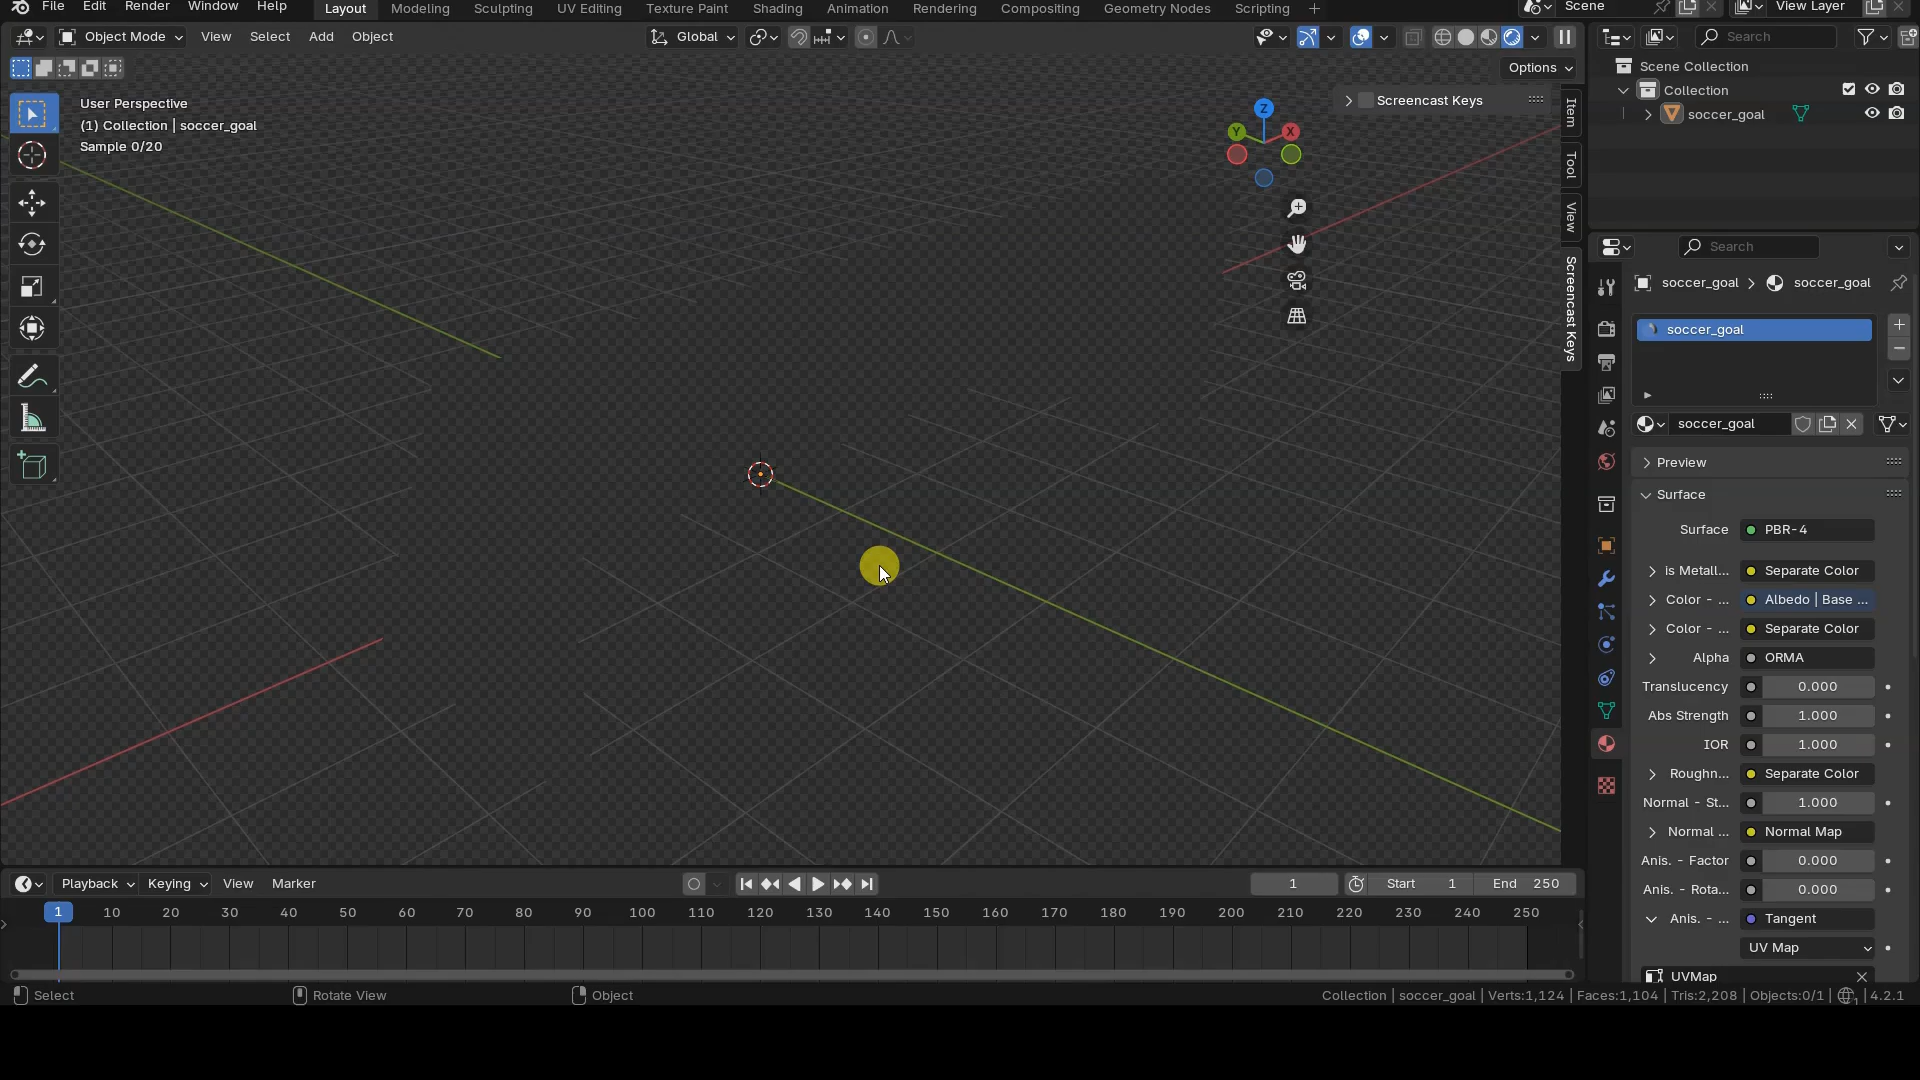 File Edit Render Window Help Layout Modeling Sculpting UV Editing Texture Paint Shading Animation Rendering Compositing Geometry Nodes Scripting + Scene View Layer
Object Mode View Select Add Object Global Search
Options
User Perspective
(1) Collection | soccer_goal
Sample 0/20
Screencast Keys
Z
Y X
Item
Tool
View
Screencast Keys
Scene Collection
Collection
soccer_goal
Search
soccer_goal > soccer_goal
soccer_goal
soccer_goal
Preview
Surface
Surface PBR-4
is Metall... Separate Color
Color - ... Albedo | Base ...
Color - ... Separate Color
Alpha ORMA
Translucency 0.000
Abs Strength 1.000
IOR 1.000
Roughn... Separate Color
Normal - St... 1.000
Normal ... Normal Map
Anis. - Factor 0.000
Anis. - Rota... 0.000
Anis. - ... Tangent
UV Map
UVMap
Playback Keying View Marker 1 Start 1 End 250
1 10 20 30 40 50 60 70 80 90 100 110 120 130 140 150 160 170 180 190 200 210 220 230 240 250
Select Rotate View Object Collection | soccer_goal | Verts:1,124 | Faces:1,104 | Tris:2,208 | Objects:0/1 | 4.2.1